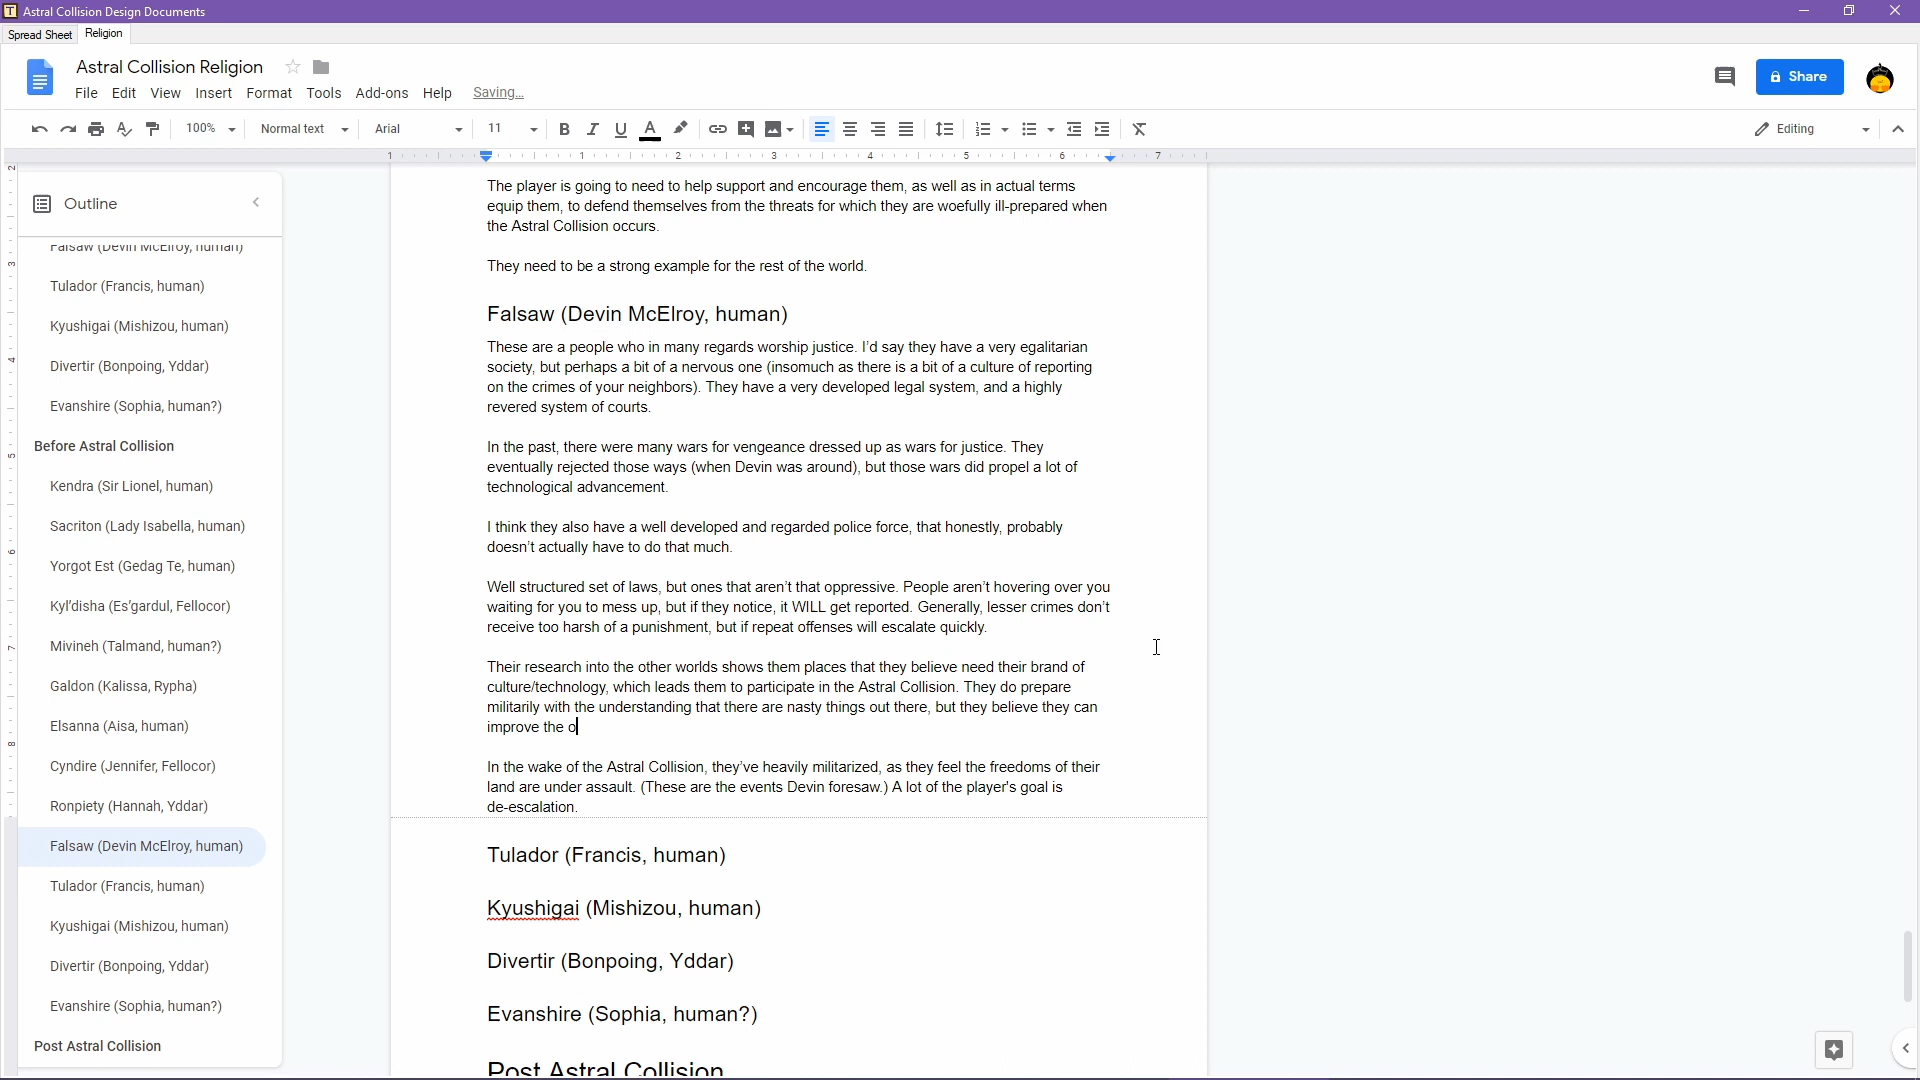 Astral Collision Design Documents
Spread Sheet Religion
Astral Collision Religion
File Edit View Insert Format Tools Add-ons Help Saving...
Share
100% Normal text Arial 11 Editing
1 1 2 3 4 5 6 7
2
3
4
5
6
7
8
Outline
Falsaw (Devin McElroy, human)
Tulador (Francis, human)
Kyushigai (Mishizou, human)
Divertir (Bonpoing, Yddar)
Evanshire (Sophia, human?)
Before Astral Collision
Kendra (Sir Lionel, human)
Sacriton (Lady Isabella, human)
Yorgot Est (Gedag Te, human)
Kyl’disha (Es’gardul, Fellocor)
Mivineh (Talmand, human?)
Galdon (Kalissa, Rypha)
Elsanna (Aisa, human)
Cyndire (Jennifer, Fellocor)
Ronpiety (Hannah, Yddar)
Falsaw (Devin McElroy, human)
Tulador (Francis, human)
Kyushigai (Mishizou, human)
Divertir (Bonpoing, Yddar)
Evanshire (Sophia, human?)
Post Astral Collision
The player is going to need to help support and encourage them, as well as in actual terms
equip them, to defend themselves from the threats for which they are woefully ill-prepared when
the Astral Collision occurs.
They need to be a strong example for the rest of the world.
Falsaw (Devin McElroy, human)
These are a people who in many regards worship justice. I’d say they have a very egalitarian
society, but perhaps a bit of a nervous one (insomuch as there is a bit of a culture of reporting
on the crimes of your neighbors). They have a very developed legal system, and a highly
revered system of courts.
In the past, there were many wars for vengeance dressed up as wars for justice. They
eventually rejected those ways (when Devin was around), but those wars did propel a lot of
technological advancement.
I think they also have a well developed and regarded police force, that honestly, probably
doesn’t actually have to do that much.
Well structured set of laws, but ones that aren’t that oppressive. People aren’t hovering over you
waiting for you to mess up, but if they notice, it WILL get reported. Generally, lesser crimes don’t
receive too harsh of a punishment, but if repeat offenses will escalate quickly.
Their research into the other worlds shows them places that they believe need their brand of
culture/technology, which leads them to participate in the Astral Collision. They do prepare
militarily with the understanding that there are nasty things out there, but they believe they can
improve the o
In the wake of the Astral Collision, they’ve heavily militarized, as they feel the freedoms of their
land are under assault. (These are the events Devin foresaw.) A lot of the player’s goal is
de-escalation.
Tulador (Francis, human)
Kyushigai (Mishizou, human)
Divertir (Bonpoing, Yddar)
Evanshire (Sophia, human?)
Post Astral Collision